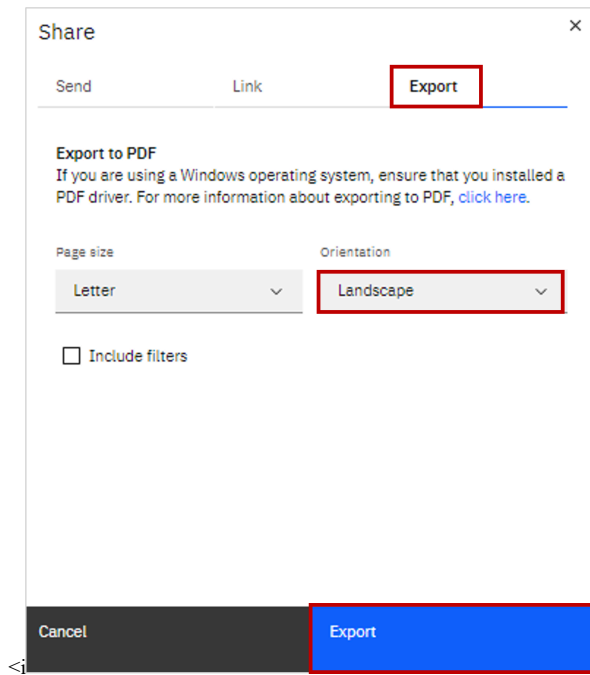 Share
Send Link Export
Export to PDF
If you are using a Windows operating system, ensure that you installed a
PDF driver. For more information about exporting to PDF, click here.
Page size Orientation
Letter Landscape
Include filters
Cancel Export
<i